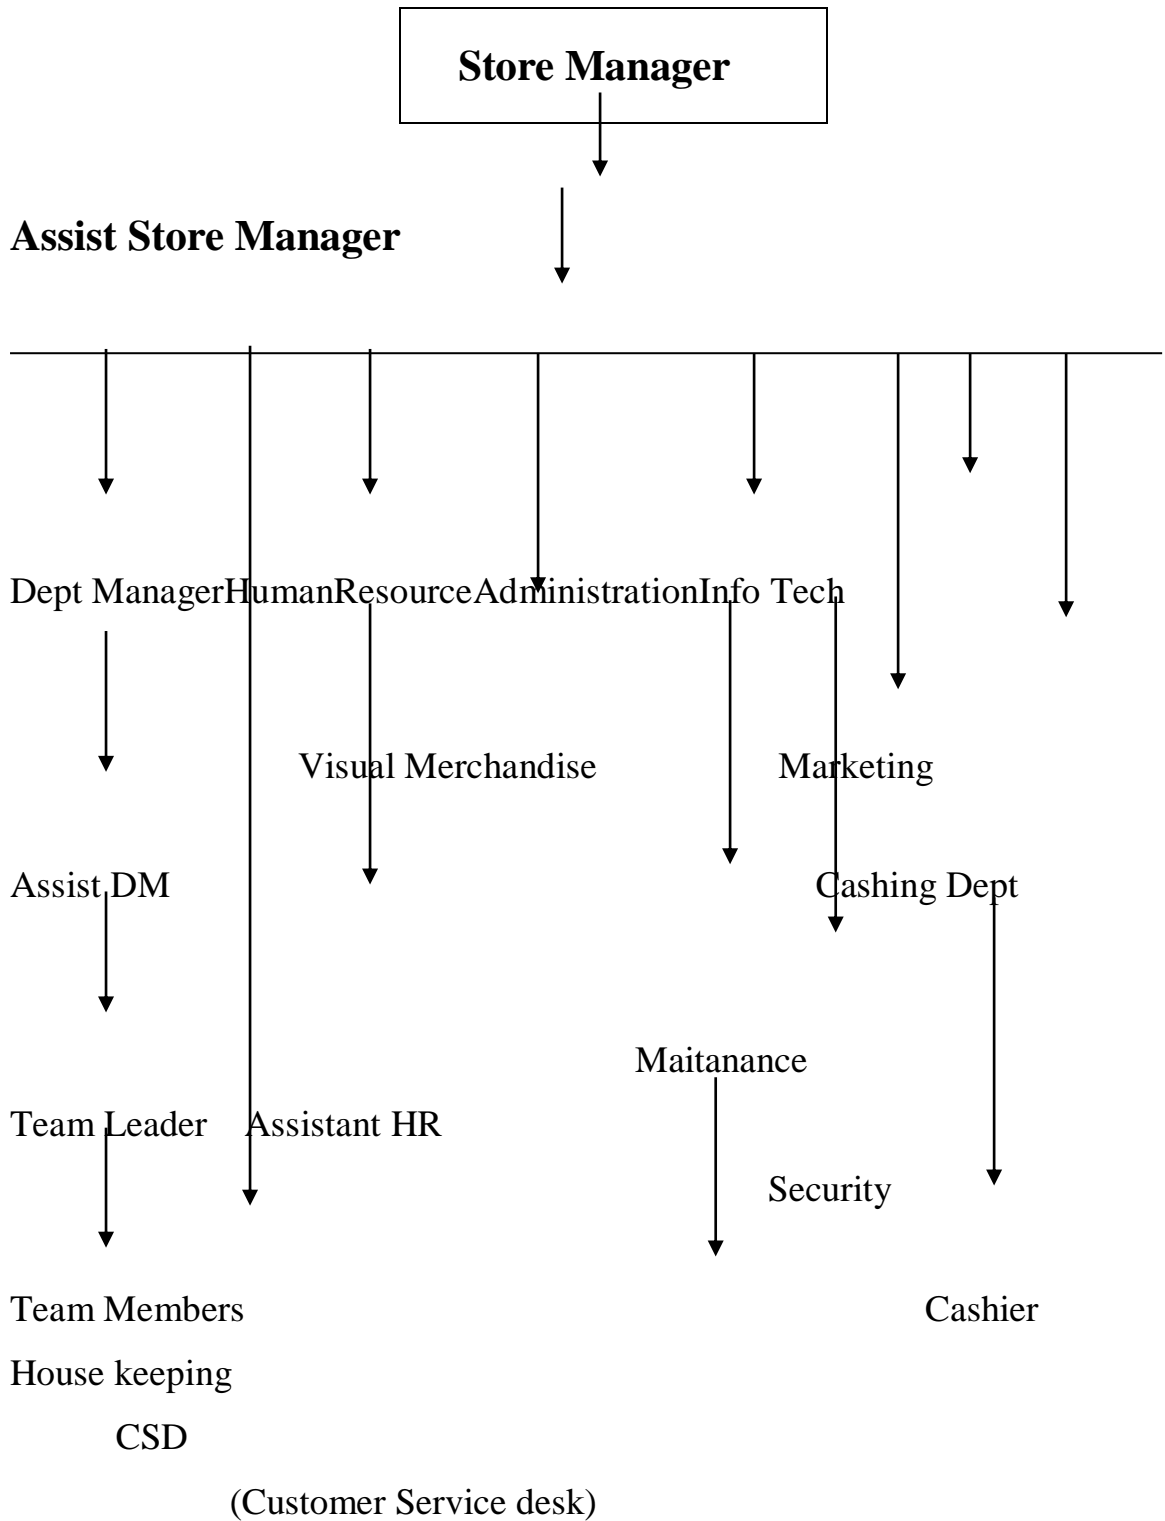 Store Manager
Assist Store Manager
Dept ManagerHumanResourceAdministrationInfo Tech
Visual Merchandise Marketing
Assist DM Cashing Dept
Maitanance
Team Leader Assistant HR
Security
Team Members Cashier
House keeping
CSD
(Customer Service desk)